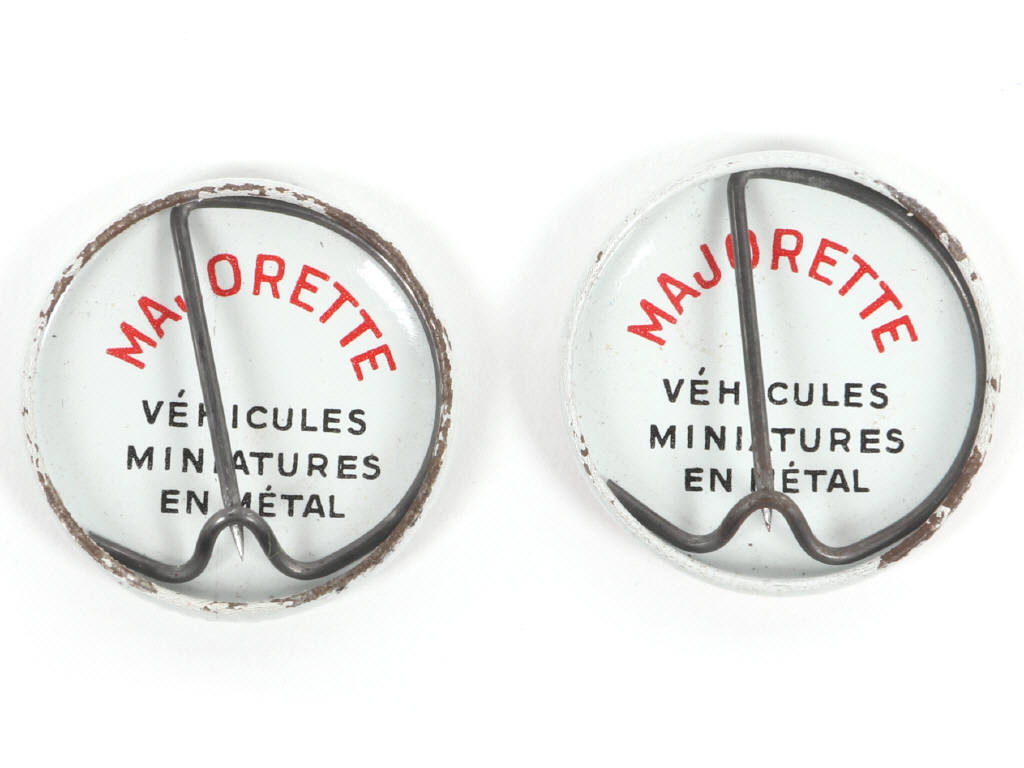 MAJORETTE
VÉHICULES
MINIATURES
EN MÉTAL
MAJORETTE
VÉHICULES
MINIATURES
EN MÉTAL